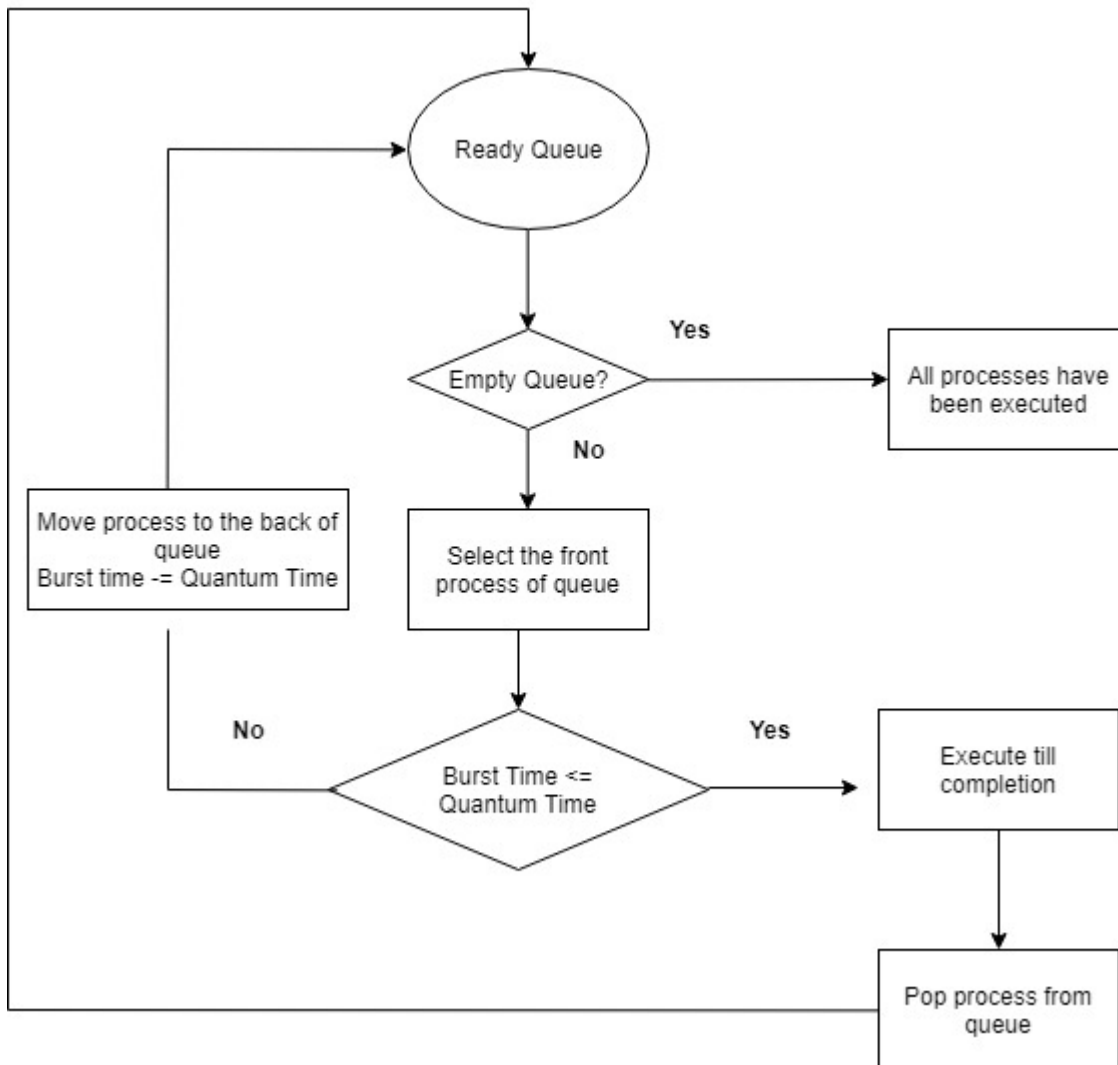 Ready Queue
Yes
Empty Queue?
All processes have
been executed
No
Move process to the back of
queue
Burst time -= Quantum Time
Select the front
process of queue
No
Yes
Burst Time <=
Quantum Time
Execute till
completion
Pop process from
queue